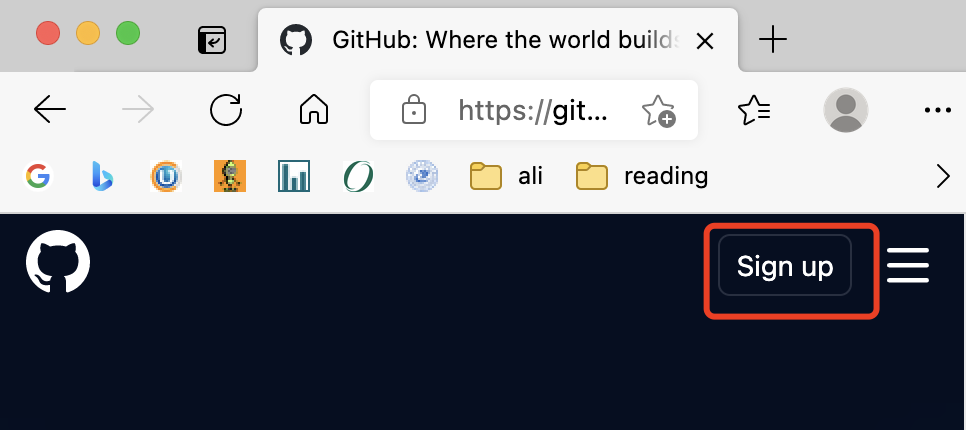 GitHub: Where the world builds
https://git...
ali
reading
Sign up